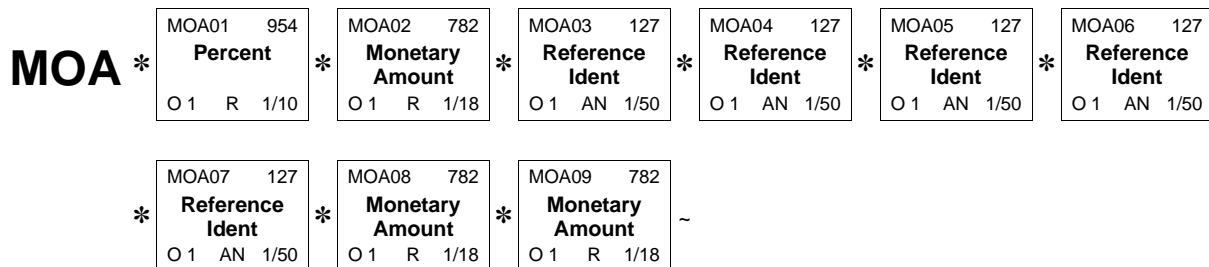 MOA01 954 MOA02 782 MOA03 127 MOA04 127 MOA05 127 MOA06 127
MOA * Percent * Monetary Amount * Reference Ident * Reference Ident * Reference Ident * Reference Ident
O 1 R 1/10 O 1 R 1/18 O 1 AN 1/50 O 1 AN 1/50 O 1 AN 1/50 O 1 AN 1/50
MOA07 127 MOA08 782 MOA09 782
* Reference Ident * Monetary Amount * Monetary Amount ~
O 1 AN 1/50 O 1 R 1/18 O 1 R 1/18